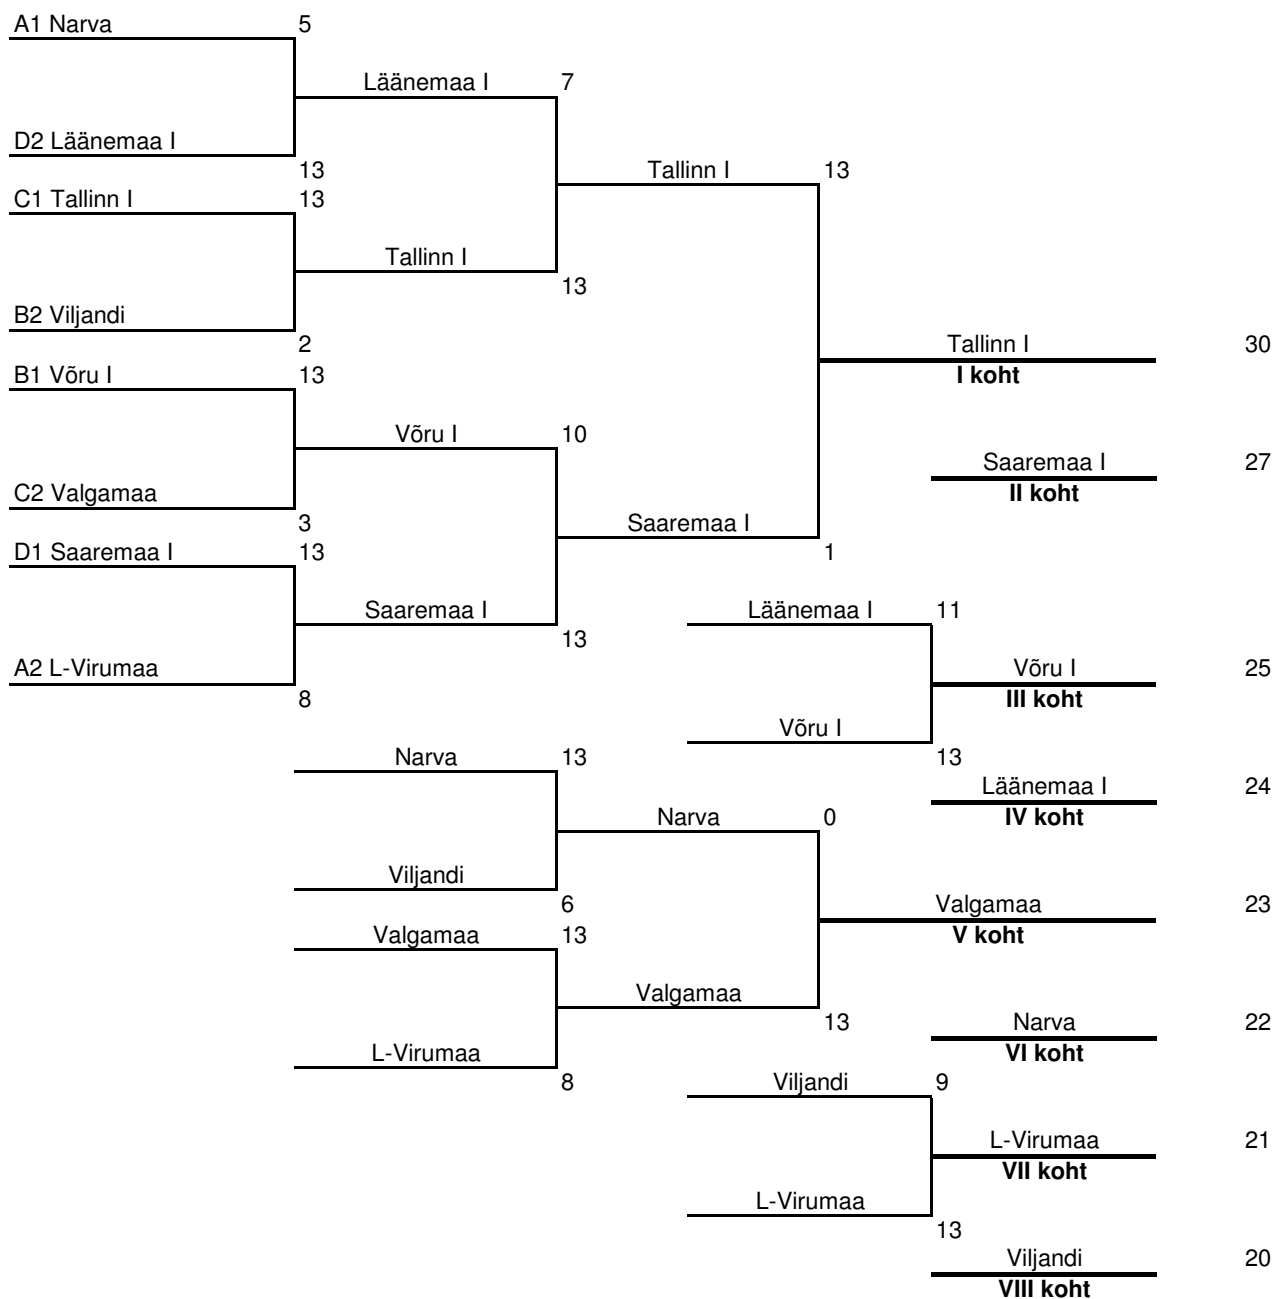 A1 Narva 5
Läänemaa I 7
D2 Läänemaa I
13
Tallinn I 13
C1 Tallinn I 13
Tallinn I
13
B2 Viljandi
2
Tallinn I 30
I koht
B1 Võru I 13
Võru I 10
Saaremaa I 27
II koht
C2 Valgamaa
3
Saaremaa I
D1 Saaremaa I 13
1
Saaremaa I
13
Läänemaa I 11
A2 L-Virumaa
8
Võru I 25
III koht
Võru I
13
Narva 13
Läänemaa I 24
IV koht
Narva 0
Viljandi
6
Valgamaa 23
V koht
Valgamaa 13
Valgamaa
13
Narva 22
VI koht
L-Virumaa
8
Viljandi 9
L-Virumaa 21
VII koht
L-Virumaa
13
Viljandi 20
VIII koht